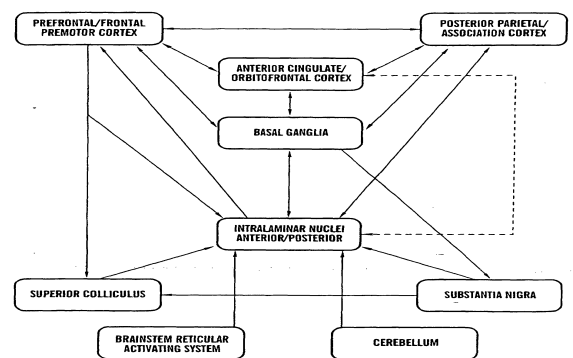 PREFRONTAL/FRONTAL
PREMOTOR CORTEX
POSTERIOR PARIETAL/
ASSOCIATION CORTEX
ANTERIOR CINGULATE/
ORBITOFRONTAL CORTEX
BASAL GANGLIA
INTRALAMINAR NUCLEI
ANTERIOR/POSTERIOR
SUPERIOR COLLICULUS
SUBSTANTIA NIGRA
BRAINSTEM RETICULAR
ACTIVATING SYSTEM
CEREBELLUM